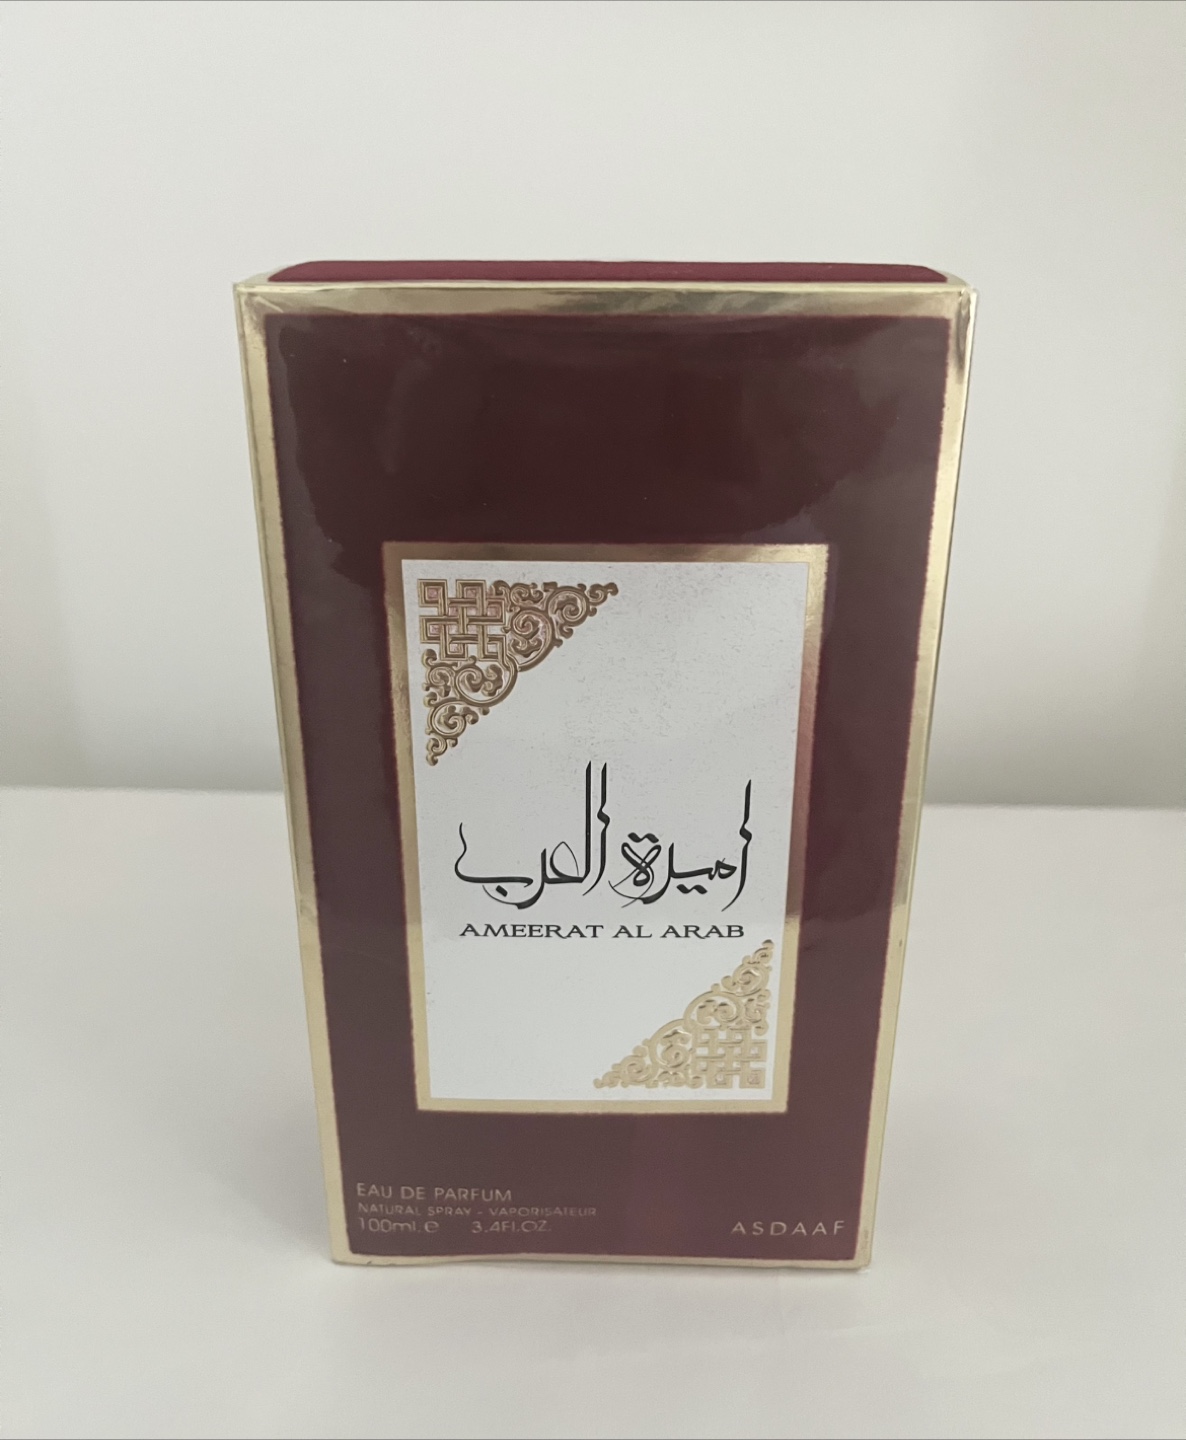 اميرة العرب
AMEERAT AL ARAB
EAU DE PARFUM
NATURAL SPRAY - VAPORISATEUR
100ml.e 3.4Fl.OZ.
ASDAAF